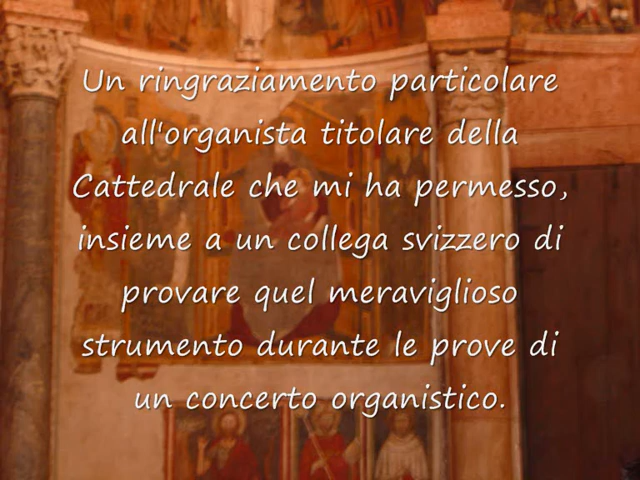 Un ringraziamento particolare
all'organista titolare della
Cattedrale che mi ha permesso,
insieme a un collega svizzero di
provare quel meraviglioso
strumento durante le prove di
un concerto organistico.